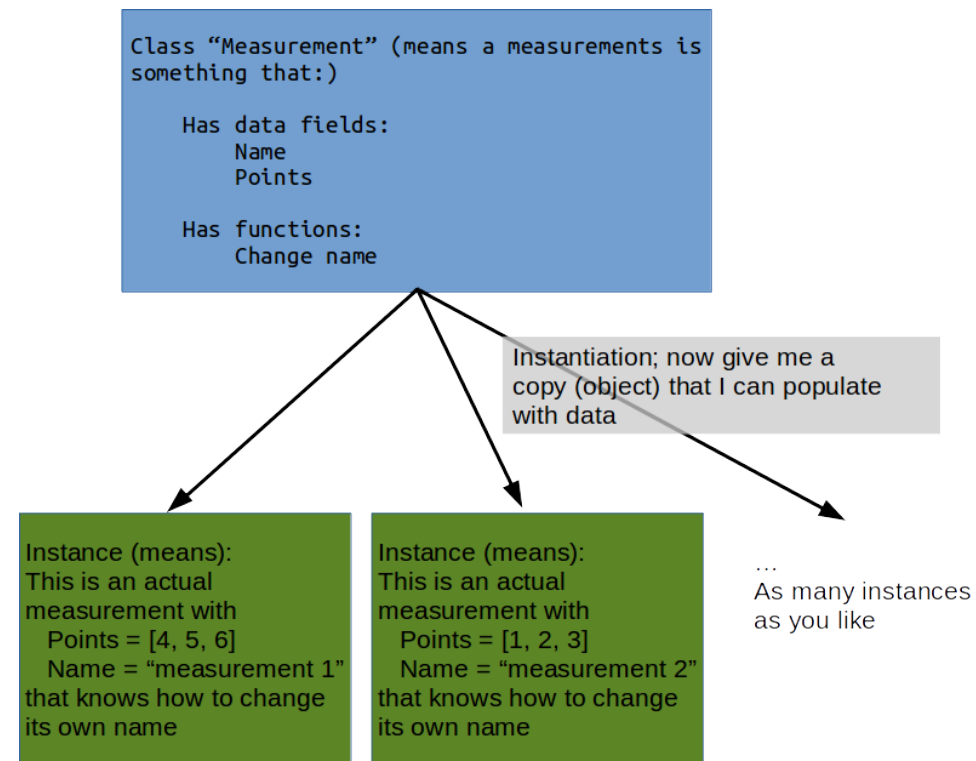 Class “Measurement” (means a measurements is
something that:)
Has data fields:
Name
Points
Has functions:
Change name
Instantiation; now give me a
copy (object) that I can populate
with data
Instance (means):
This is an actual
measurement with
Points = [4, 5, 6]
Name = “measurement 1”
that knows how to change
its own name
Instance (means):
This is an actual
measurement with
Points = [1, 2, 3]
Name = “measurement 2”
that knows how to change
its own name
...
As many instances
as you like